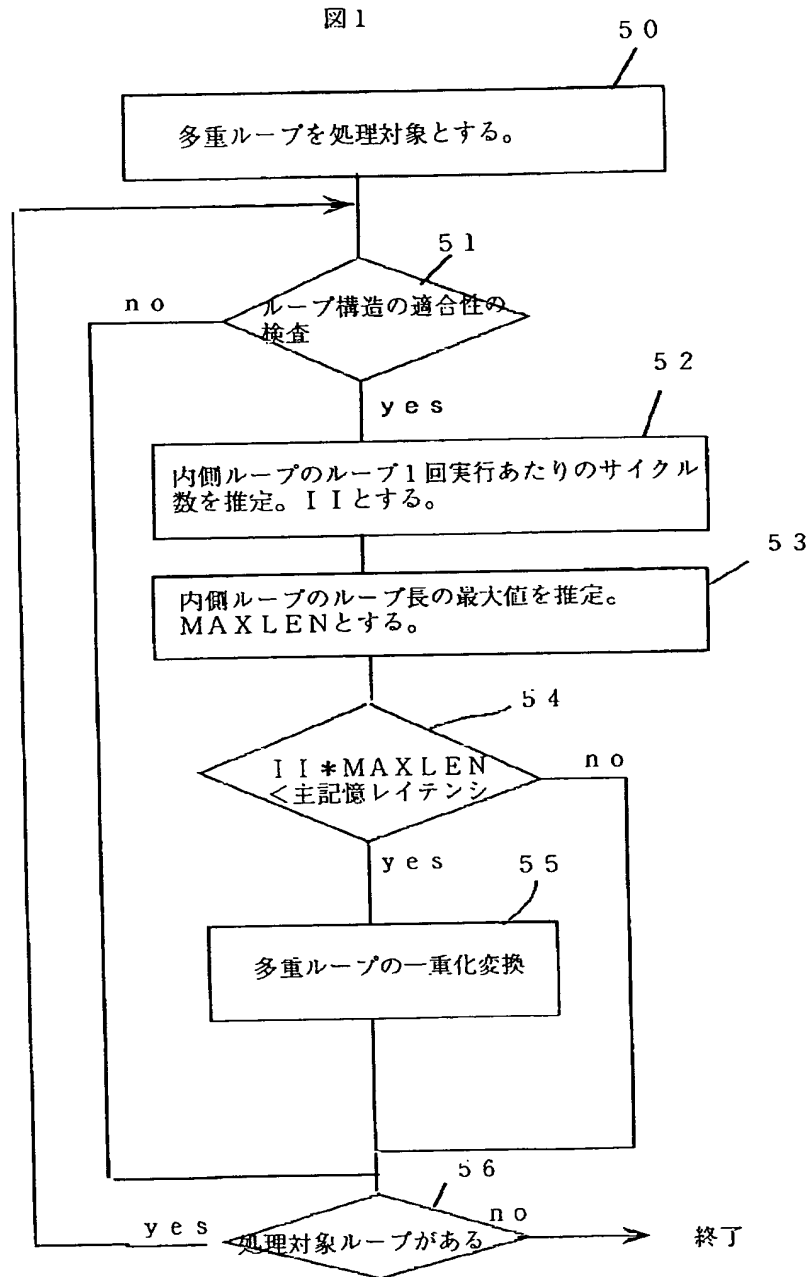 図1
50
多重ループを処理対象とする。
51
no
ループ構造の適合性の
検査
52
yes
内側ループのループ1回実行あたりのサイクル
数を推定。IIとする。
53
内側ループのループ長の最大値を推定。
MAXLENとする。
54
II*MAXLEN
<主記憶レイテンシ
no
yes
55
多重ループの一重化変換
56
yes
no
処理対象ループがある
終了